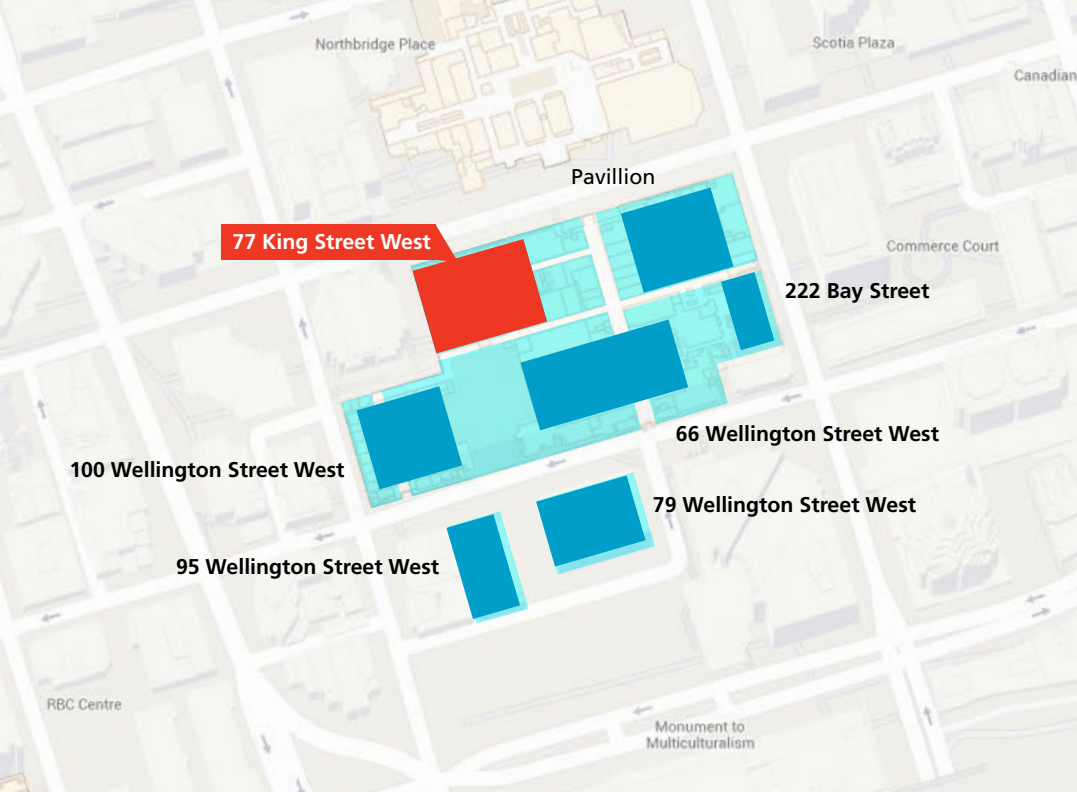 Northbridge Place
Scotia Plaza
Canadian
Pavillion
77 King Street West
Commerce Court
222 Bay Street
66 Wellington Street West
100 Wellington Street West
79 Wellington Street West
95 Wellington Street West
RBC Centre
Monument to
Multiculturalism